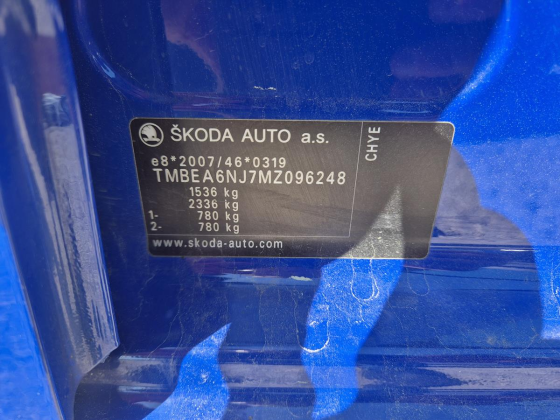 ŠKODA AUTO a.s.
CHYE
e8*2007/46*0319
TMBEA6NJ7MZ096248
1536 kg
2336 kg
1- 780 kg
2- 780 kg
www.skoda-auto.com